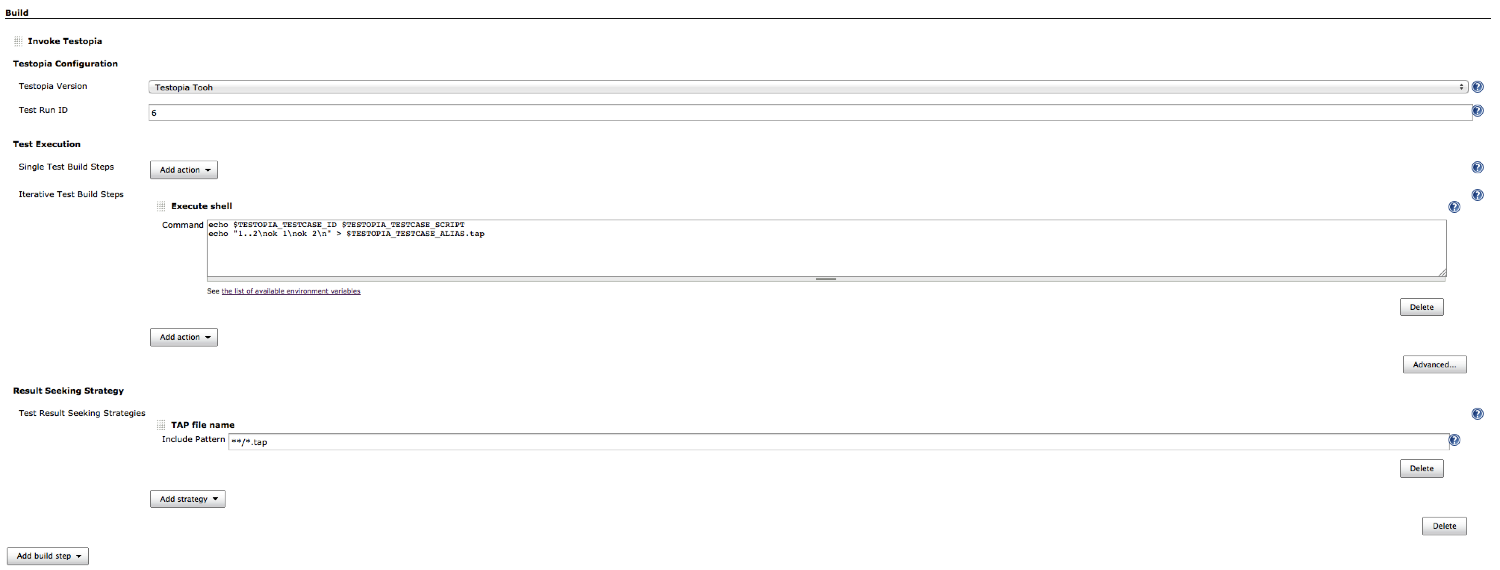 Build
Invoke Testopia
Testopia Configuration
Testopia Version
Testopia Tooh
Test Run ID
6
Test Execution
Single Test Build Steps
Add action
Iterative Test Build Steps
Execute shell
Command
echo $TESTOPIA_TESTCASE_ID $TESTOPIA_TESTCASE_SCRIPT
echo "1..2\nok 1\nok 2\n" > $TESTOPIA_TESTCASE_ALIAS.tap
See the list of available environment variables
Delete
Add action
Advanced...
Result Seeking Strategy
Test Result Seeking Strategies
TAP file name
Include Pattern
**/*.tap
Delete
Add strategy
Delete
Add build step